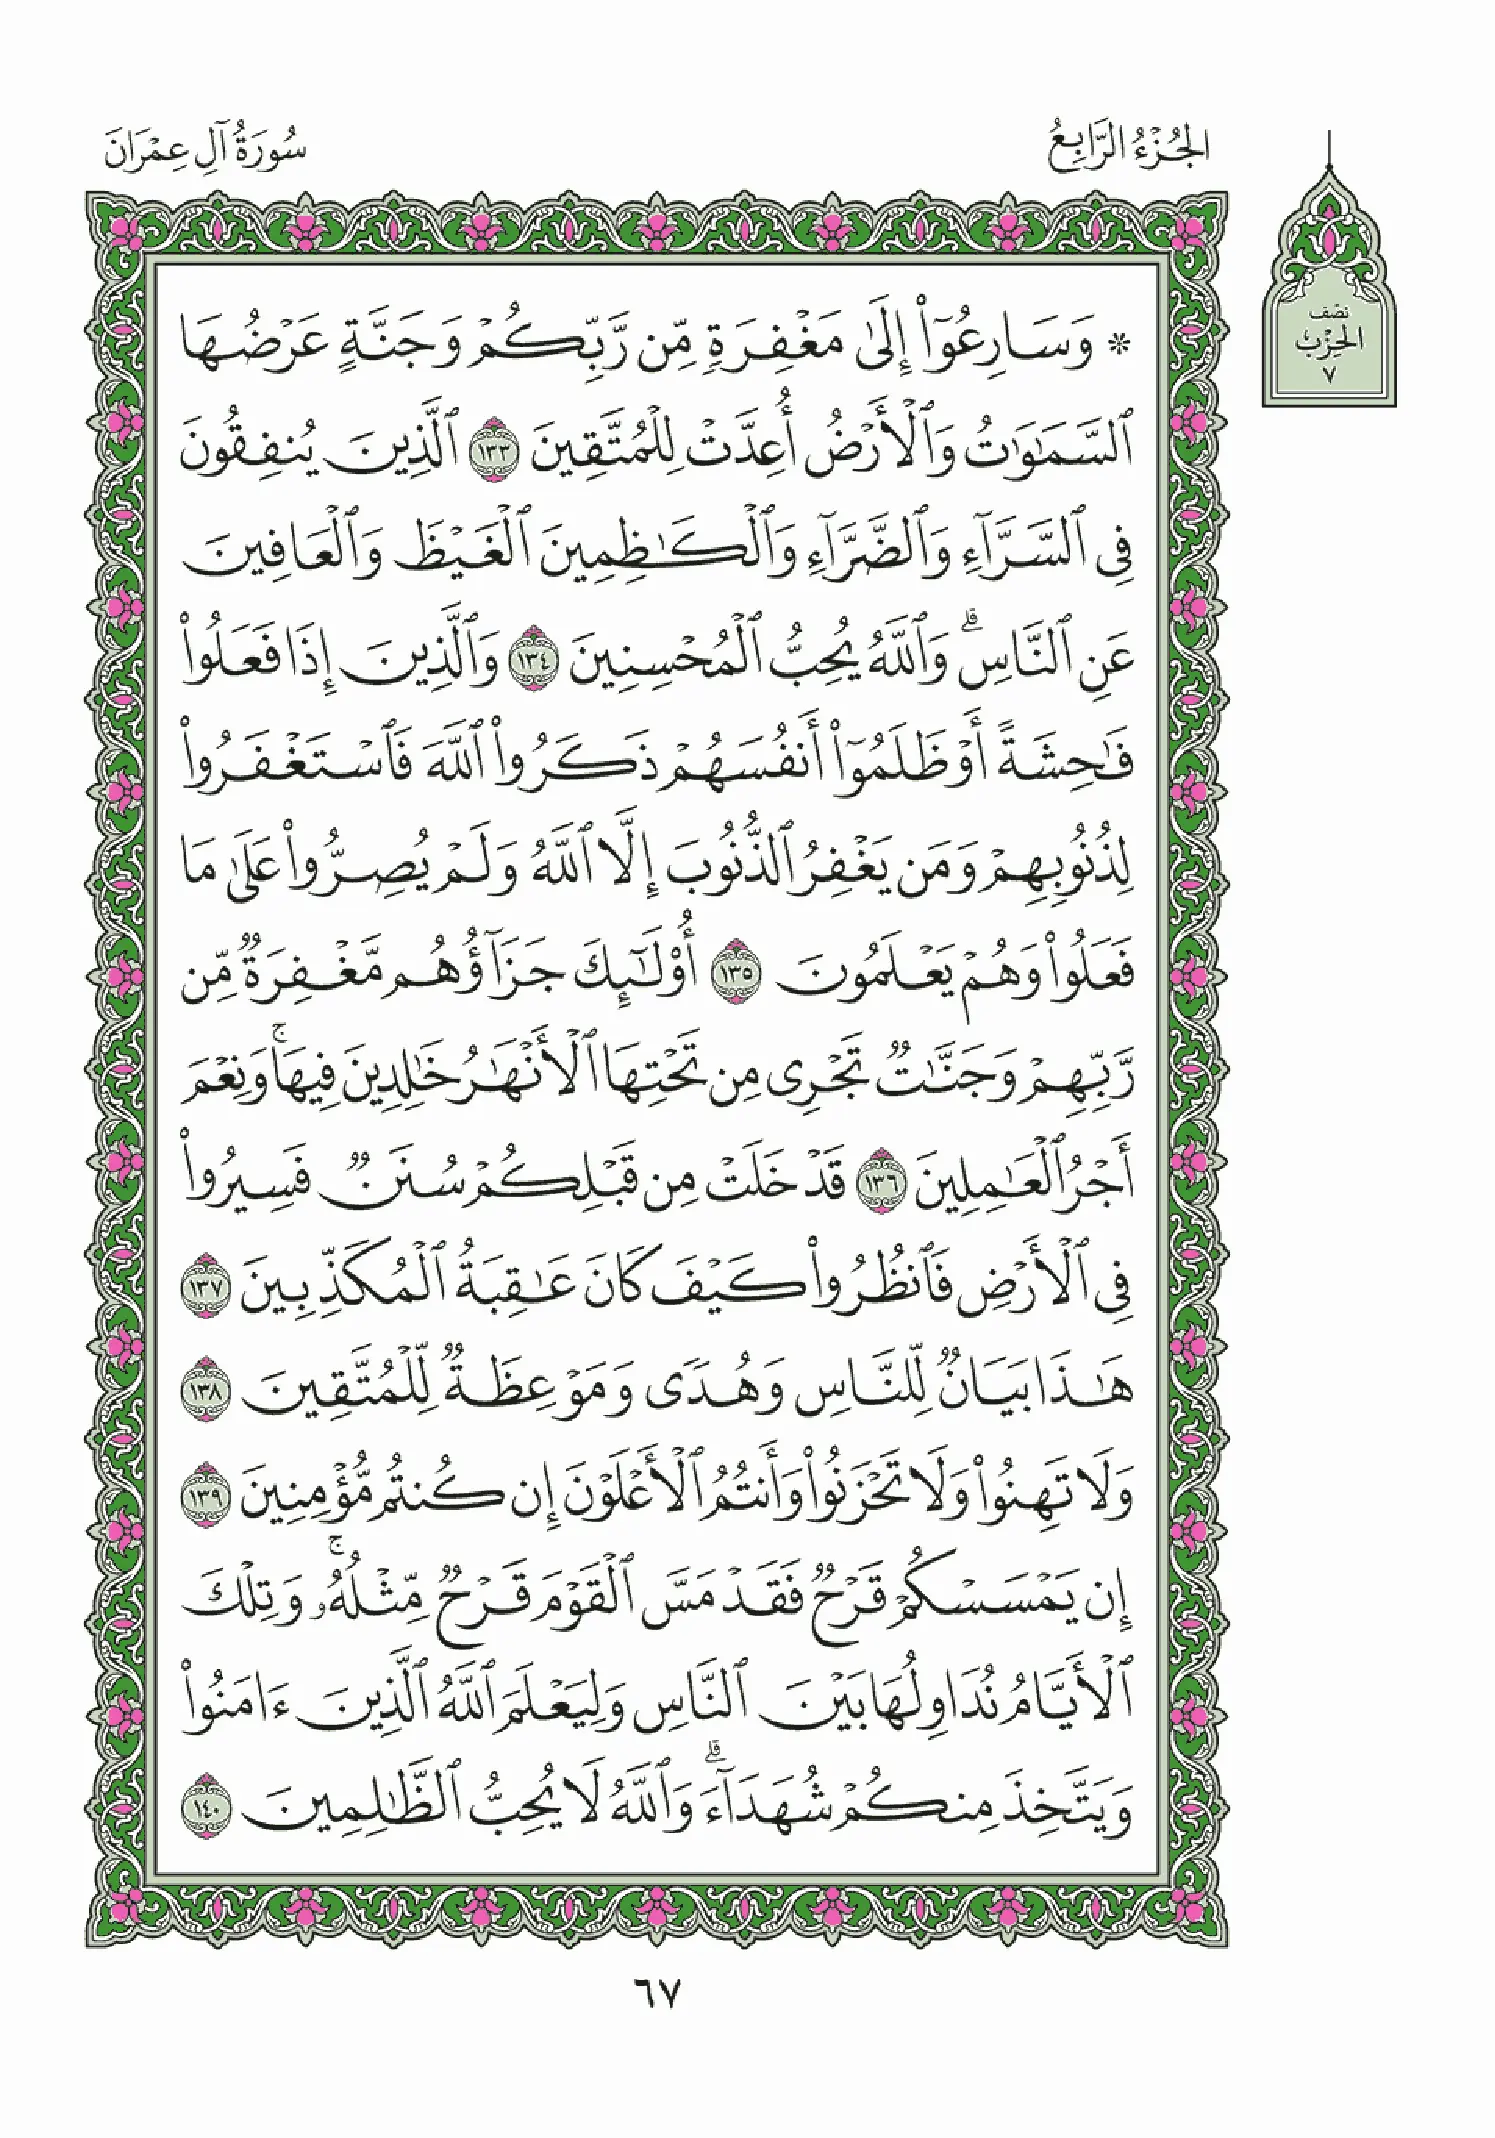 الجُزْءُ الرَّابِعُ
سُورَةُ آلِ عِمْرَانَ
نصف
الحِزْب
٧
* وَسَارِعُوٓا۟ إِلَىٰ مَغْفِرَةٍ مِّن رَّبِّكُمْ وَجَنَّةٍ عَرْضُهَا
ٱلسَّمَٰوَٰتُ وَٱلْأَرْضُ أُعِدَّتْ لِلْمُتَّقِينَ ١٣٣ ٱلَّذِينَ يُنفِقُونَ
فِى ٱلسَّرَّآءِ وَٱلضَّرَّآءِ وَٱلْكَٰظِمِينَ ٱلْغَيْظَ وَٱلْعَافِينَ
عَنِ ٱلنَّاسِ ۗ وَٱللَّهُ يُحِبُّ ٱلْمُحْسِنِينَ ١٣٤ وَٱلَّذِينَ إِذَا فَعَلُوا۟
فَٰحِشَةً أَوْ ظَلَمُوٓا۟ أَنفُسَهُمْ ذَكَرُوا۟ ٱللَّهَ فَٱسْتَغْفَرُوا۟
لِذُنُوبِهِمْ وَمَن يَغْفِرُ ٱلذُّنُوبَ إِلَّا ٱللَّهُ وَلَمْ يُصِرُّوا۟ عَلَىٰ مَا
فَعَلُوا۟ وَهُمْ يَعْلَمُونَ ١٣٥ أُو۟لَٰٓئِكَ جَزَآؤُهُم مَّغْفِرَةٌ مِّن
رَّبِّهِمْ وَجَنَّٰتٌ تَجْرِى مِن تَحْتِهَا ٱلْأَنْهَٰرُ خَٰلِدِينَ فِيهَا ۚ وَنِعْمَ
أَجْرُ ٱلْعَٰمِلِينَ ١٣٦ قَدْ خَلَتْ مِن قَبْلِكُمْ سُنَنٌ فَسِيرُوا۟
فِى ٱلْأَرْضِ فَٱنظُرُوا۟ كَيْفَ كَانَ عَٰقِبَةُ ٱلْمُكَذِّبِينَ ١٣٧
هَٰذَا بَيَانٌ لِّلنَّاسِ وَهُدًى وَمَوْعِظَةٌ لِّلْمُتَّقِينَ ١٣٨
وَلَا تَهِنُوا۟ وَلَا تَحْزَنُوا۟ وَأَنتُمُ ٱلْأَعْلَوْنَ إِن كُنتُم مُّؤْمِنِينَ ١٣٩
إِن يَمْسَسْكُمْ قَرْحٌ فَقَدْ مَسَّ ٱلْقَوْمَ قَرْحٌ مِّثْلُهُۥ ۚ وَتِلْكَ
ٱلْأَيَّامُ نُدَاوِلُهَا بَيْنَ ٱلنَّاسِ وَلِيَعْلَمَ ٱللَّهُ ٱلَّذِينَ ءَامَنُوا۟
وَيَتَّخِذَ مِنكُمْ شُهَدَآءَ ۗ وَٱللَّهُ لَا يُحِبُّ ٱلظَّٰلِمِينَ ١٤٠
٦٧